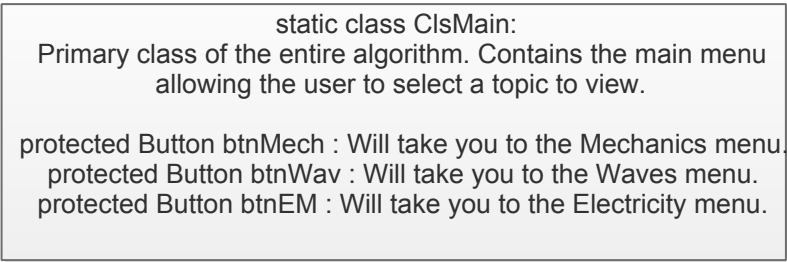 static class ClsMain:
Primary class of the entire algorithm. Contains the main menu
allowing the user to select a topic to view.
protected Button btnMech : Will take you to the Mechanics menu.
protected Button btnWav : Will take you to the Waves menu.
protected Button btnEM : Will take you to the Electricity menu.